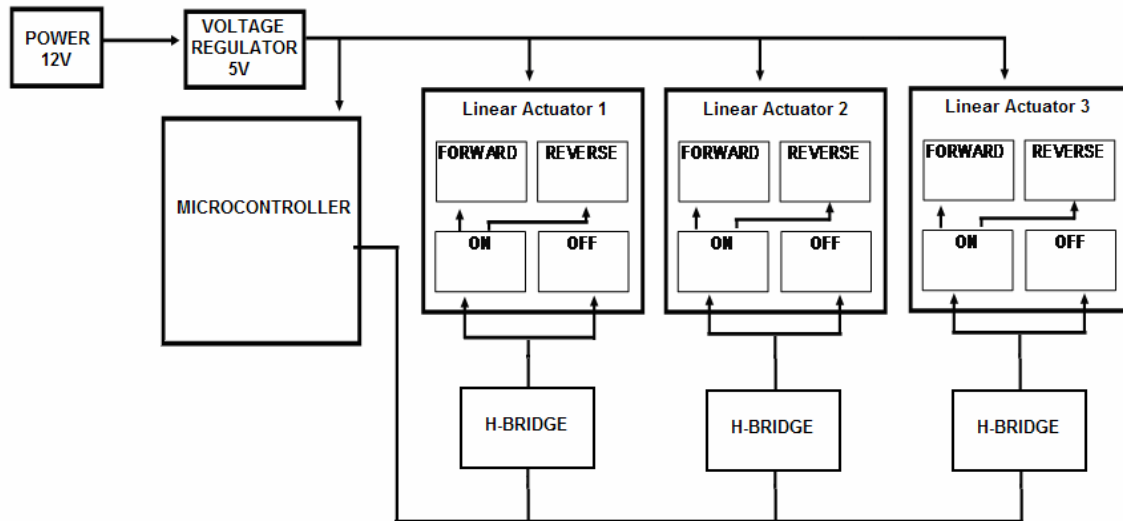 POWER
12V
VOLTAGE
REGULATOR
5V
MICROCONTROLLER
Linear Actuator 1
FORWARD
REVERSE
ON
OFF
H-BRIDGE
Linear Actuator 2
FORWARD
REVERSE
ON
OFF
H-BRIDGE
Linear Actuator 3
FORWARD
REVERSE
ON
OFF
H-BRIDGE